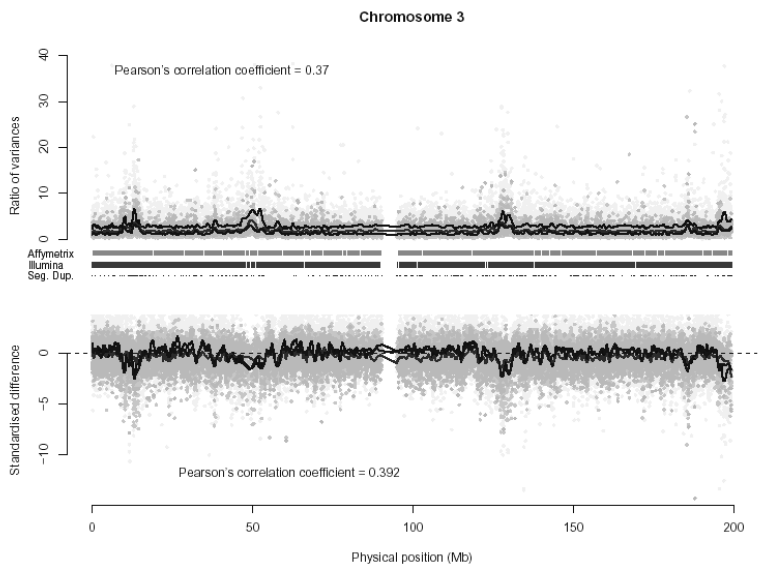 Chromosome 3
40
Pearson's correlation coefficient = 0.37
30
20
10
0
Ratio of variances
Affymetrix
Illumina
Seg. Dup.
0
−5
−10
Standardised difference
Pearson's correlation coefficient = 0.392
0 50 100 150 200
Physical position (Mb)